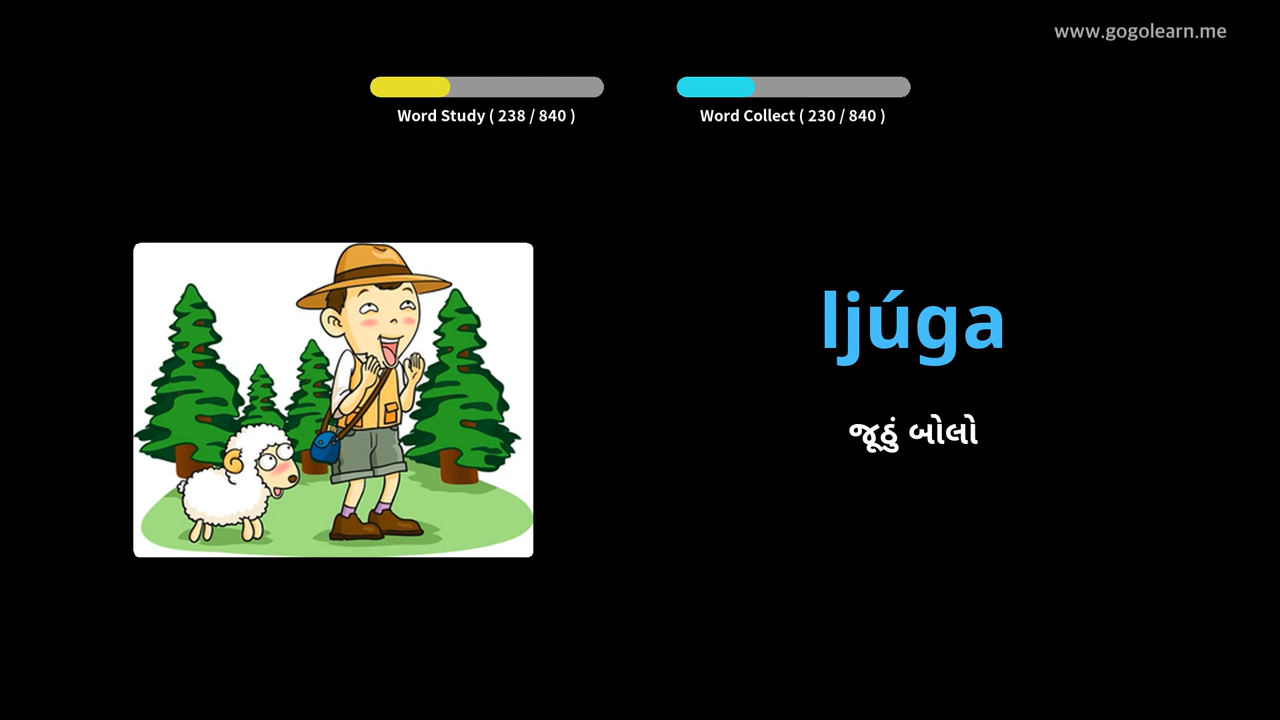 www.gogolearn.me
Word Study ( 238 / 840 )
Word Collect ( 230 / 840 )
ljúga
જૂઠું બોલો